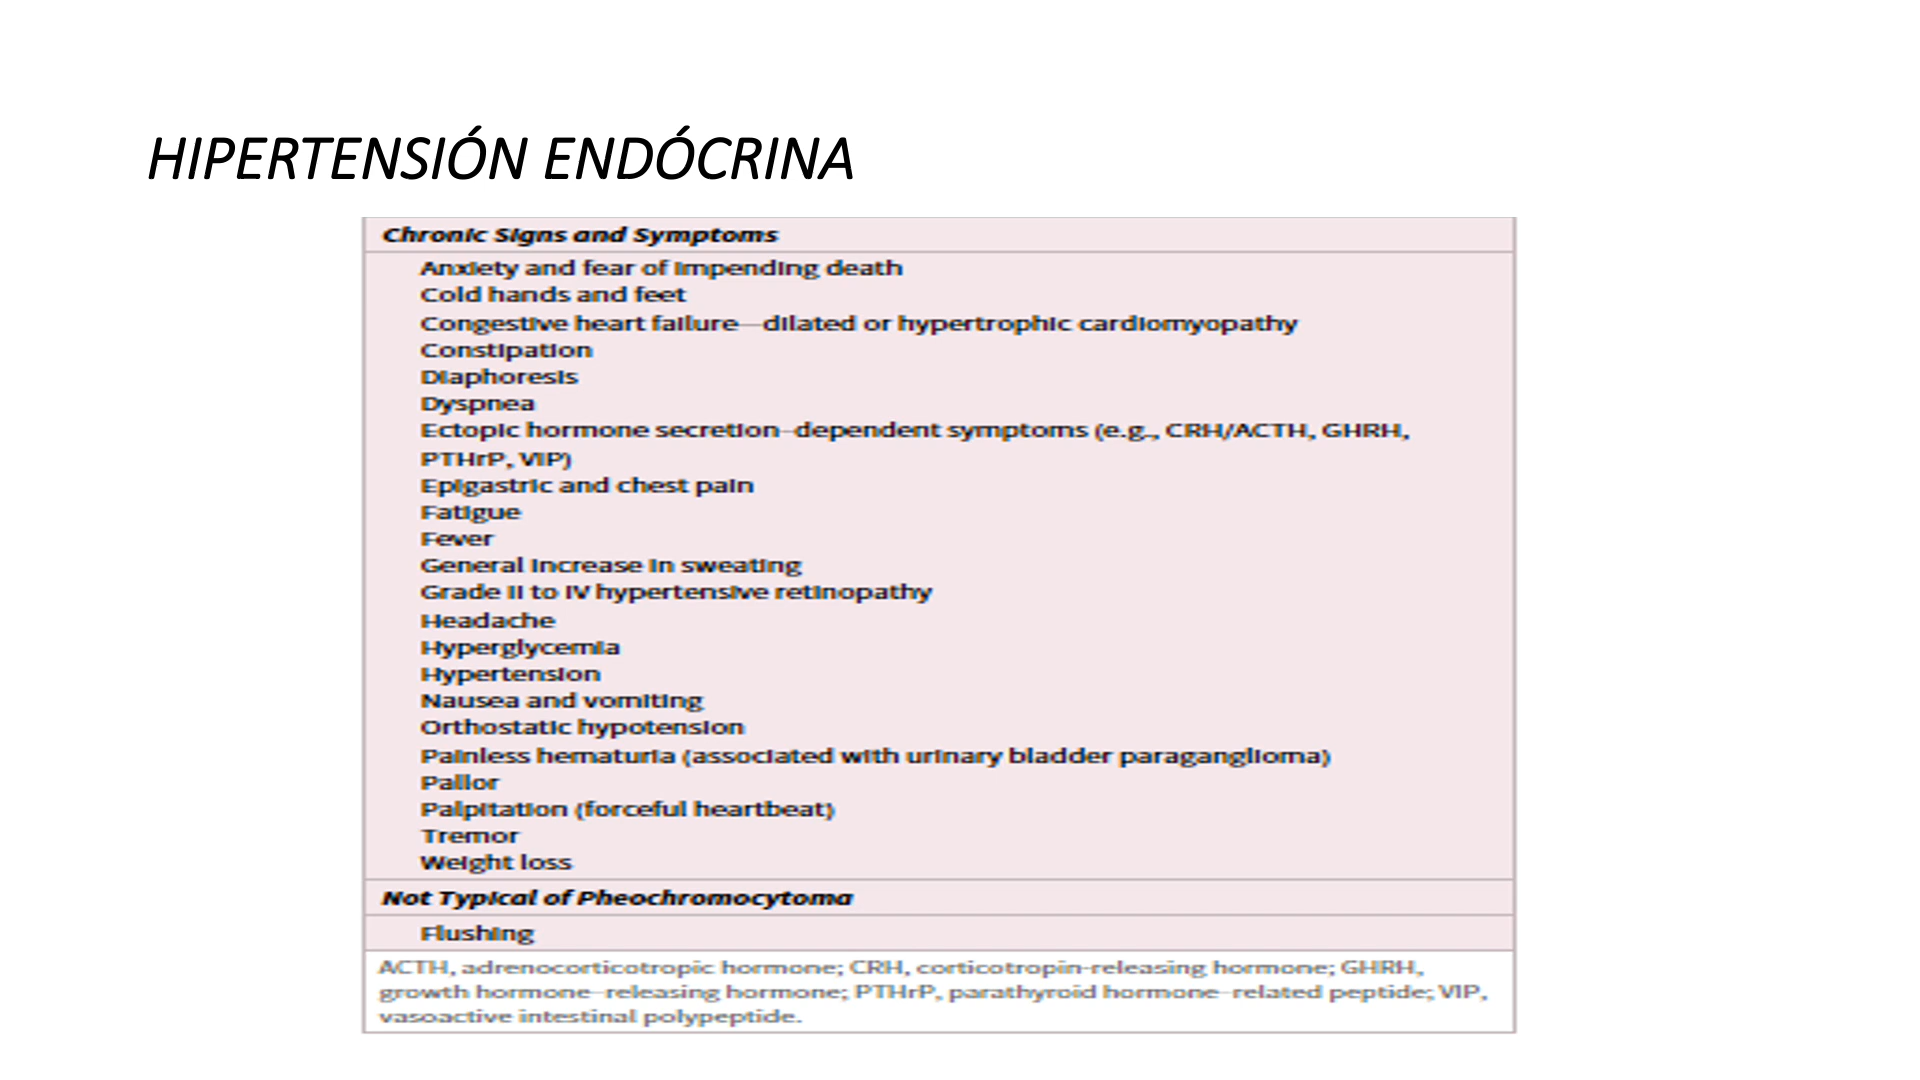 HIPERTENSIÓN ENDÓCRINA
Chronic Signs and Symptoms
Anxiety and fear of impending death
Cold hands and feet
Congestive heart failure—dilated or hypertrophic cardiomyopathy
Constipation
Diaphoresis
Dyspnea
Ectopic hormone secretion–dependent symptoms (e.g., CRH/ACTH, GHRH,
PTHrP, VIP)
Epigastric and chest pain
Fatigue
Fever
General increase in sweating
Grade II to IV hypertensive retinopathy
Headache
Hyperglycemia
Hypertension
Nausea and vomiting
Orthostatic hypotension
Painless hematuria (associated with urinary bladder paraganglioma)
Pallor
Palpitation (forceful heartbeat)
Tremor
Weight loss
Not Typical of Pheochromocytoma
Flushing
ACTH, adrenocorticotropic hormone; CRH, corticotropin-releasing hormone; GHRH,
growth hormone–releasing hormone; PTHrP, parathyroid hormone–related peptide; VIP,
vasoactive intestinal polypeptide.